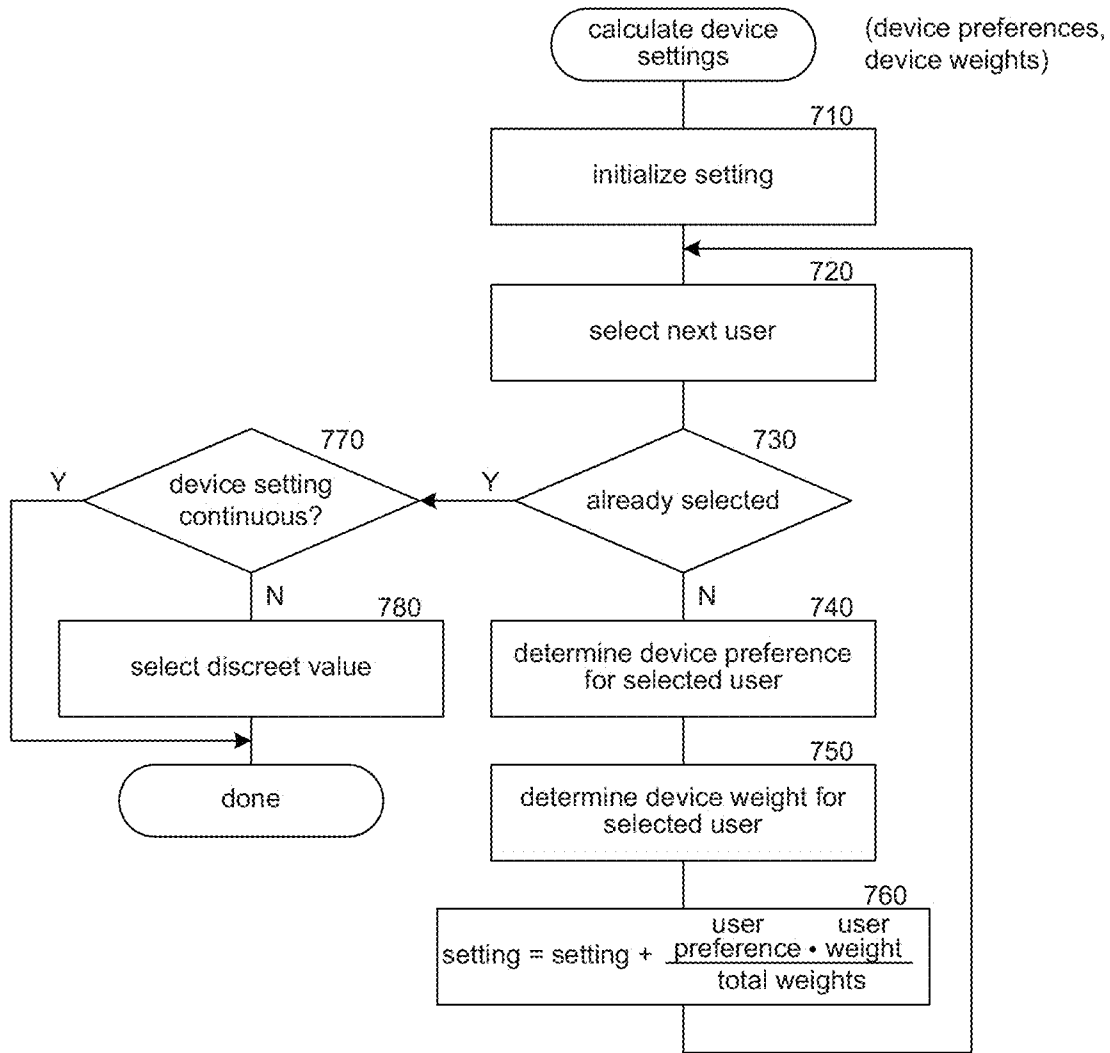 calculate device
settings
(device preferences,
device weights)
710
initialize setting
720
select next user
730
already selected
Y
N
770
device setting
continuous?
Y
N
780
select discreet value
done
740
determine device preference
for selected user
750
determine device weight for
selected user
760
user user
setting = setting + preference • weight
total weights